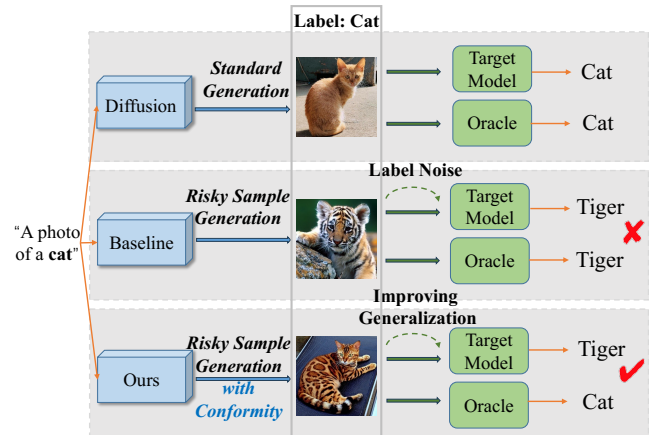 Label: Cat
Standard
Generation
Diffusion
Target
Model
Cat
Oracle
Cat
"A photo
of a cat"
Label Noise
Risky Sample
Generation
Baseline
Target
Model
Tiger
Oracle
Tiger
Improving
Generalization
Risky Sample
Generation
with
Conformity
Ours
Target
Model
Tiger
Oracle
Cat